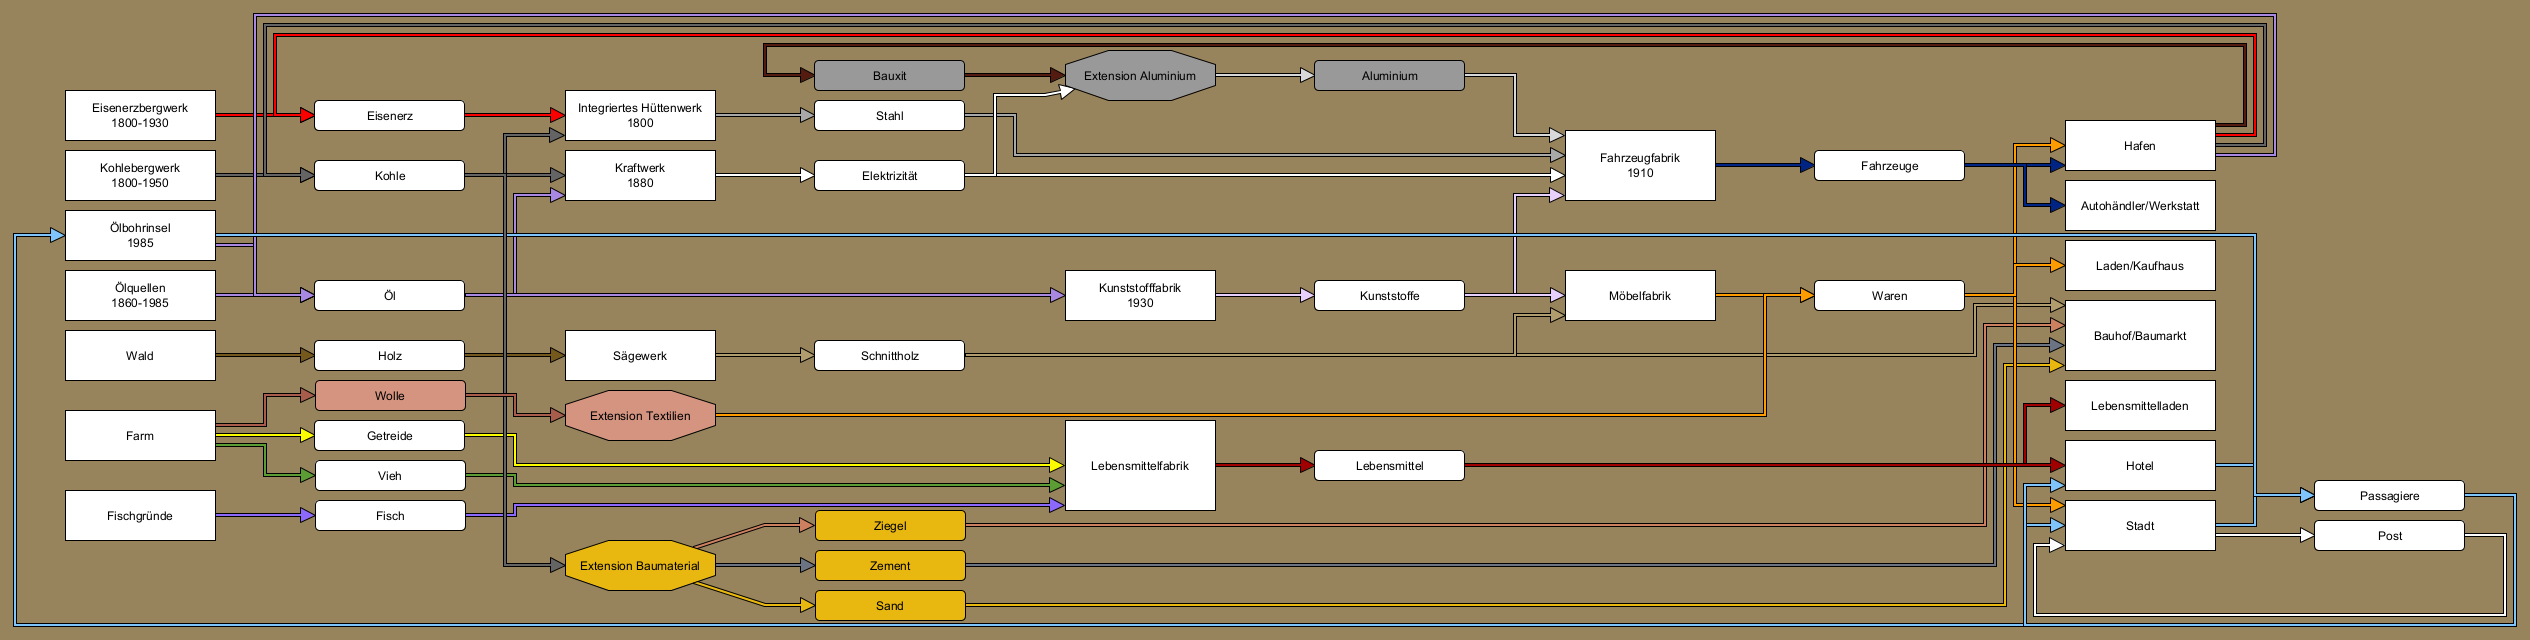 Eisenerzbergwerk
1800-1930
Kohlebergwerk
1800-1950
Ölbohrinsel
1985
Ölquellen
1860-1985
Wald
Farm
Fischgründe
Eisenerz
Kohle
Öl
Holz
Wolle
Getreide
Vieh
Fisch
Integriertes Hüttenwerk
1800
Kraftwerk
1880
Sägewerk
Extension Textilien
Extension Baumaterial
Bauxit
Stahl
Elektrizität
Schnittholz
Ziegel
Zement
Sand
Extension Aluminium
Kunststofffabrik
1930
Lebensmittelfabrik
Aluminium
Kunststoffe
Lebensmittel
Fahrzeugfabrik
1910
Möbelfabrik
Fahrzeuge
Waren
Hafen
Autohändler/Werkstatt
Laden/Kaufhaus
Bauhof/Baumarkt
Lebensmittelladen
Hotel
Stadt
Passagiere
Post